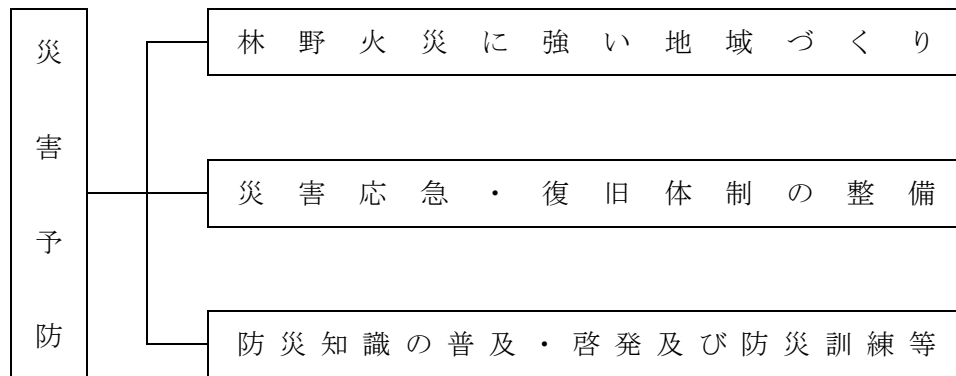 災害予防
林野火災に強い地域づくり
災害応急・復旧体制の整備
防災知識の普及・啓発及び防災訓練等